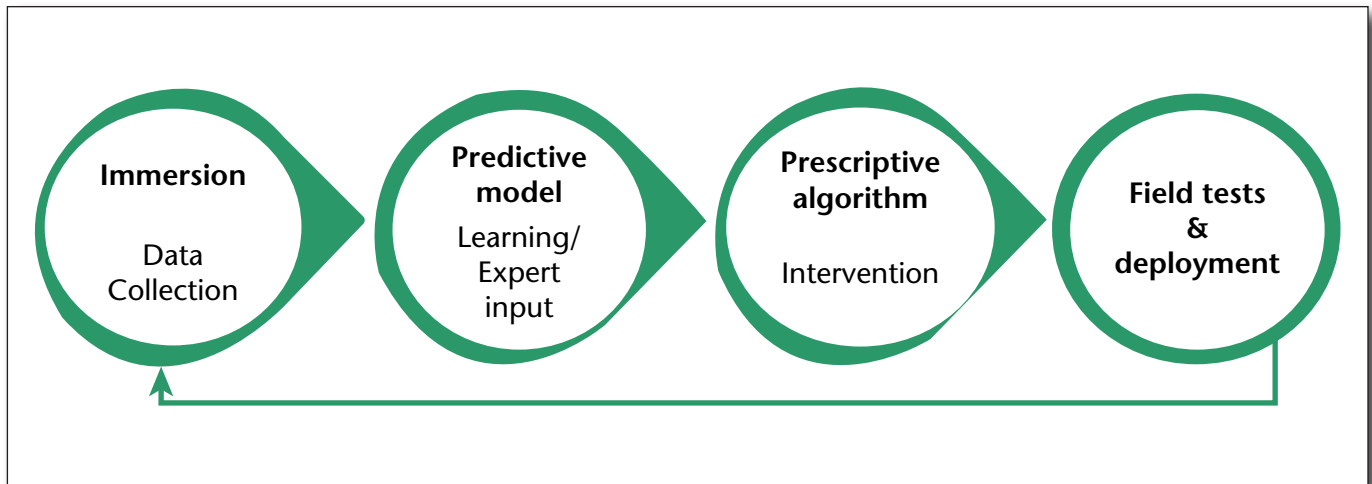 Immersion
Data
Collection
Predictive
model
Learning/
Expert
input
Prescriptive
algorithm
Intervention
Field tests
&
deployment